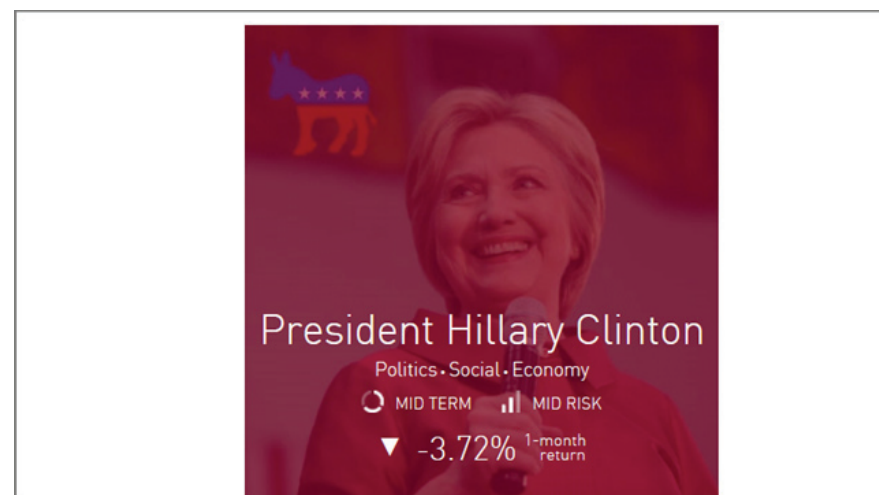 President Hillary Clinton
Politics • Social • Economy
MID TERM MID RISK
▼ -3.72% 1-month return